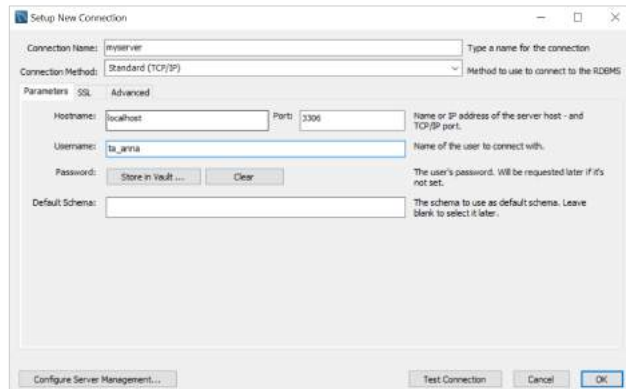 Setup New Connection
Connection Name: myserver Type a name for the connection
Connection Method: Standard (TCP/IP) Method to use to connect to the RDBMS
Parameters SSL Advanced
Hostname: localhost Port: 3306 Name or IP address of the server host - and
TCP/IP port.
Username: ta_anna Name of the user to connect with.
Password: Store in Vault ... Clear The user's password. Will be requested later if it's
not set.
Default Schema: The schema to use as default schema. Leave
blank to select it later.
Configure Server Management... Test Connection Cancel OK